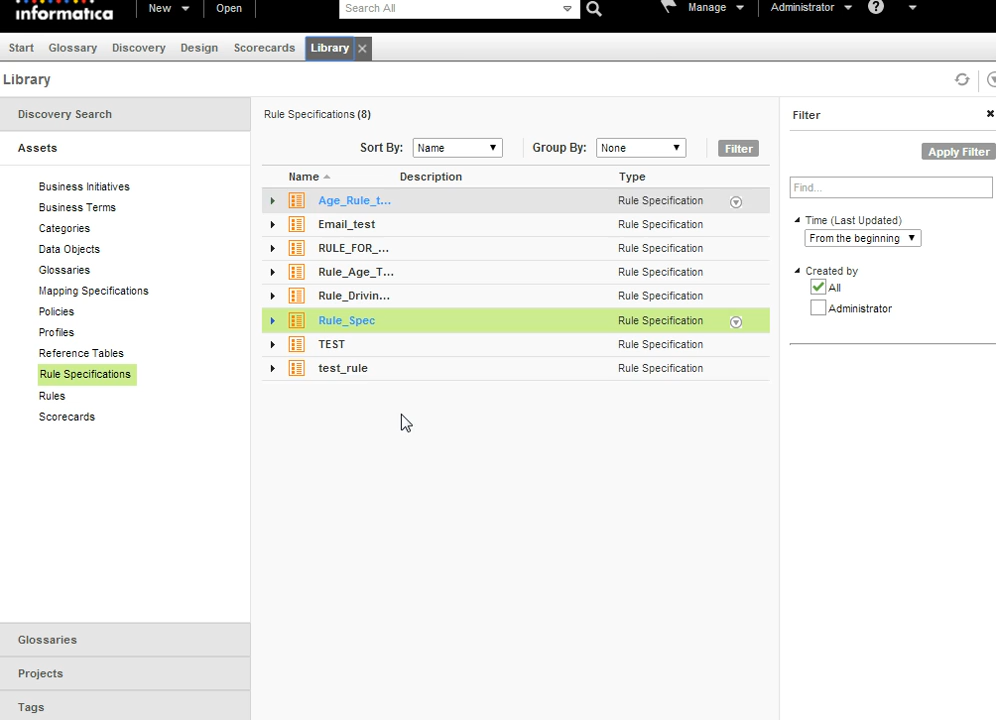 informatica New Open Search All Manage Administrator ?
Start Glossary Discovery Design Scorecards Library
Library
Discovery Search
Assets
Business Initiatives
Business Terms
Categories
Data Objects
Glossaries
Mapping Specifications
Policies
Profiles
Reference Tables
Rule Specifications
Rules
Scorecards
Glossaries
Projects
Tags
Rule Specifications (8)
Sort By: Name Group By: None Filter
Name Description Type
Age_Rule_t... Rule Specification
Email_test Rule Specification
RULE_FOR_... Rule Specification
Rule_Age_T... Rule Specification
Rule_Drivin... Rule Specification
Rule_Spec Rule Specification
TEST Rule Specification
test_rule Rule Specification
Filter
Apply Filter
Find...
Time (Last Updated)
From the beginning
Created by
All
Administrator